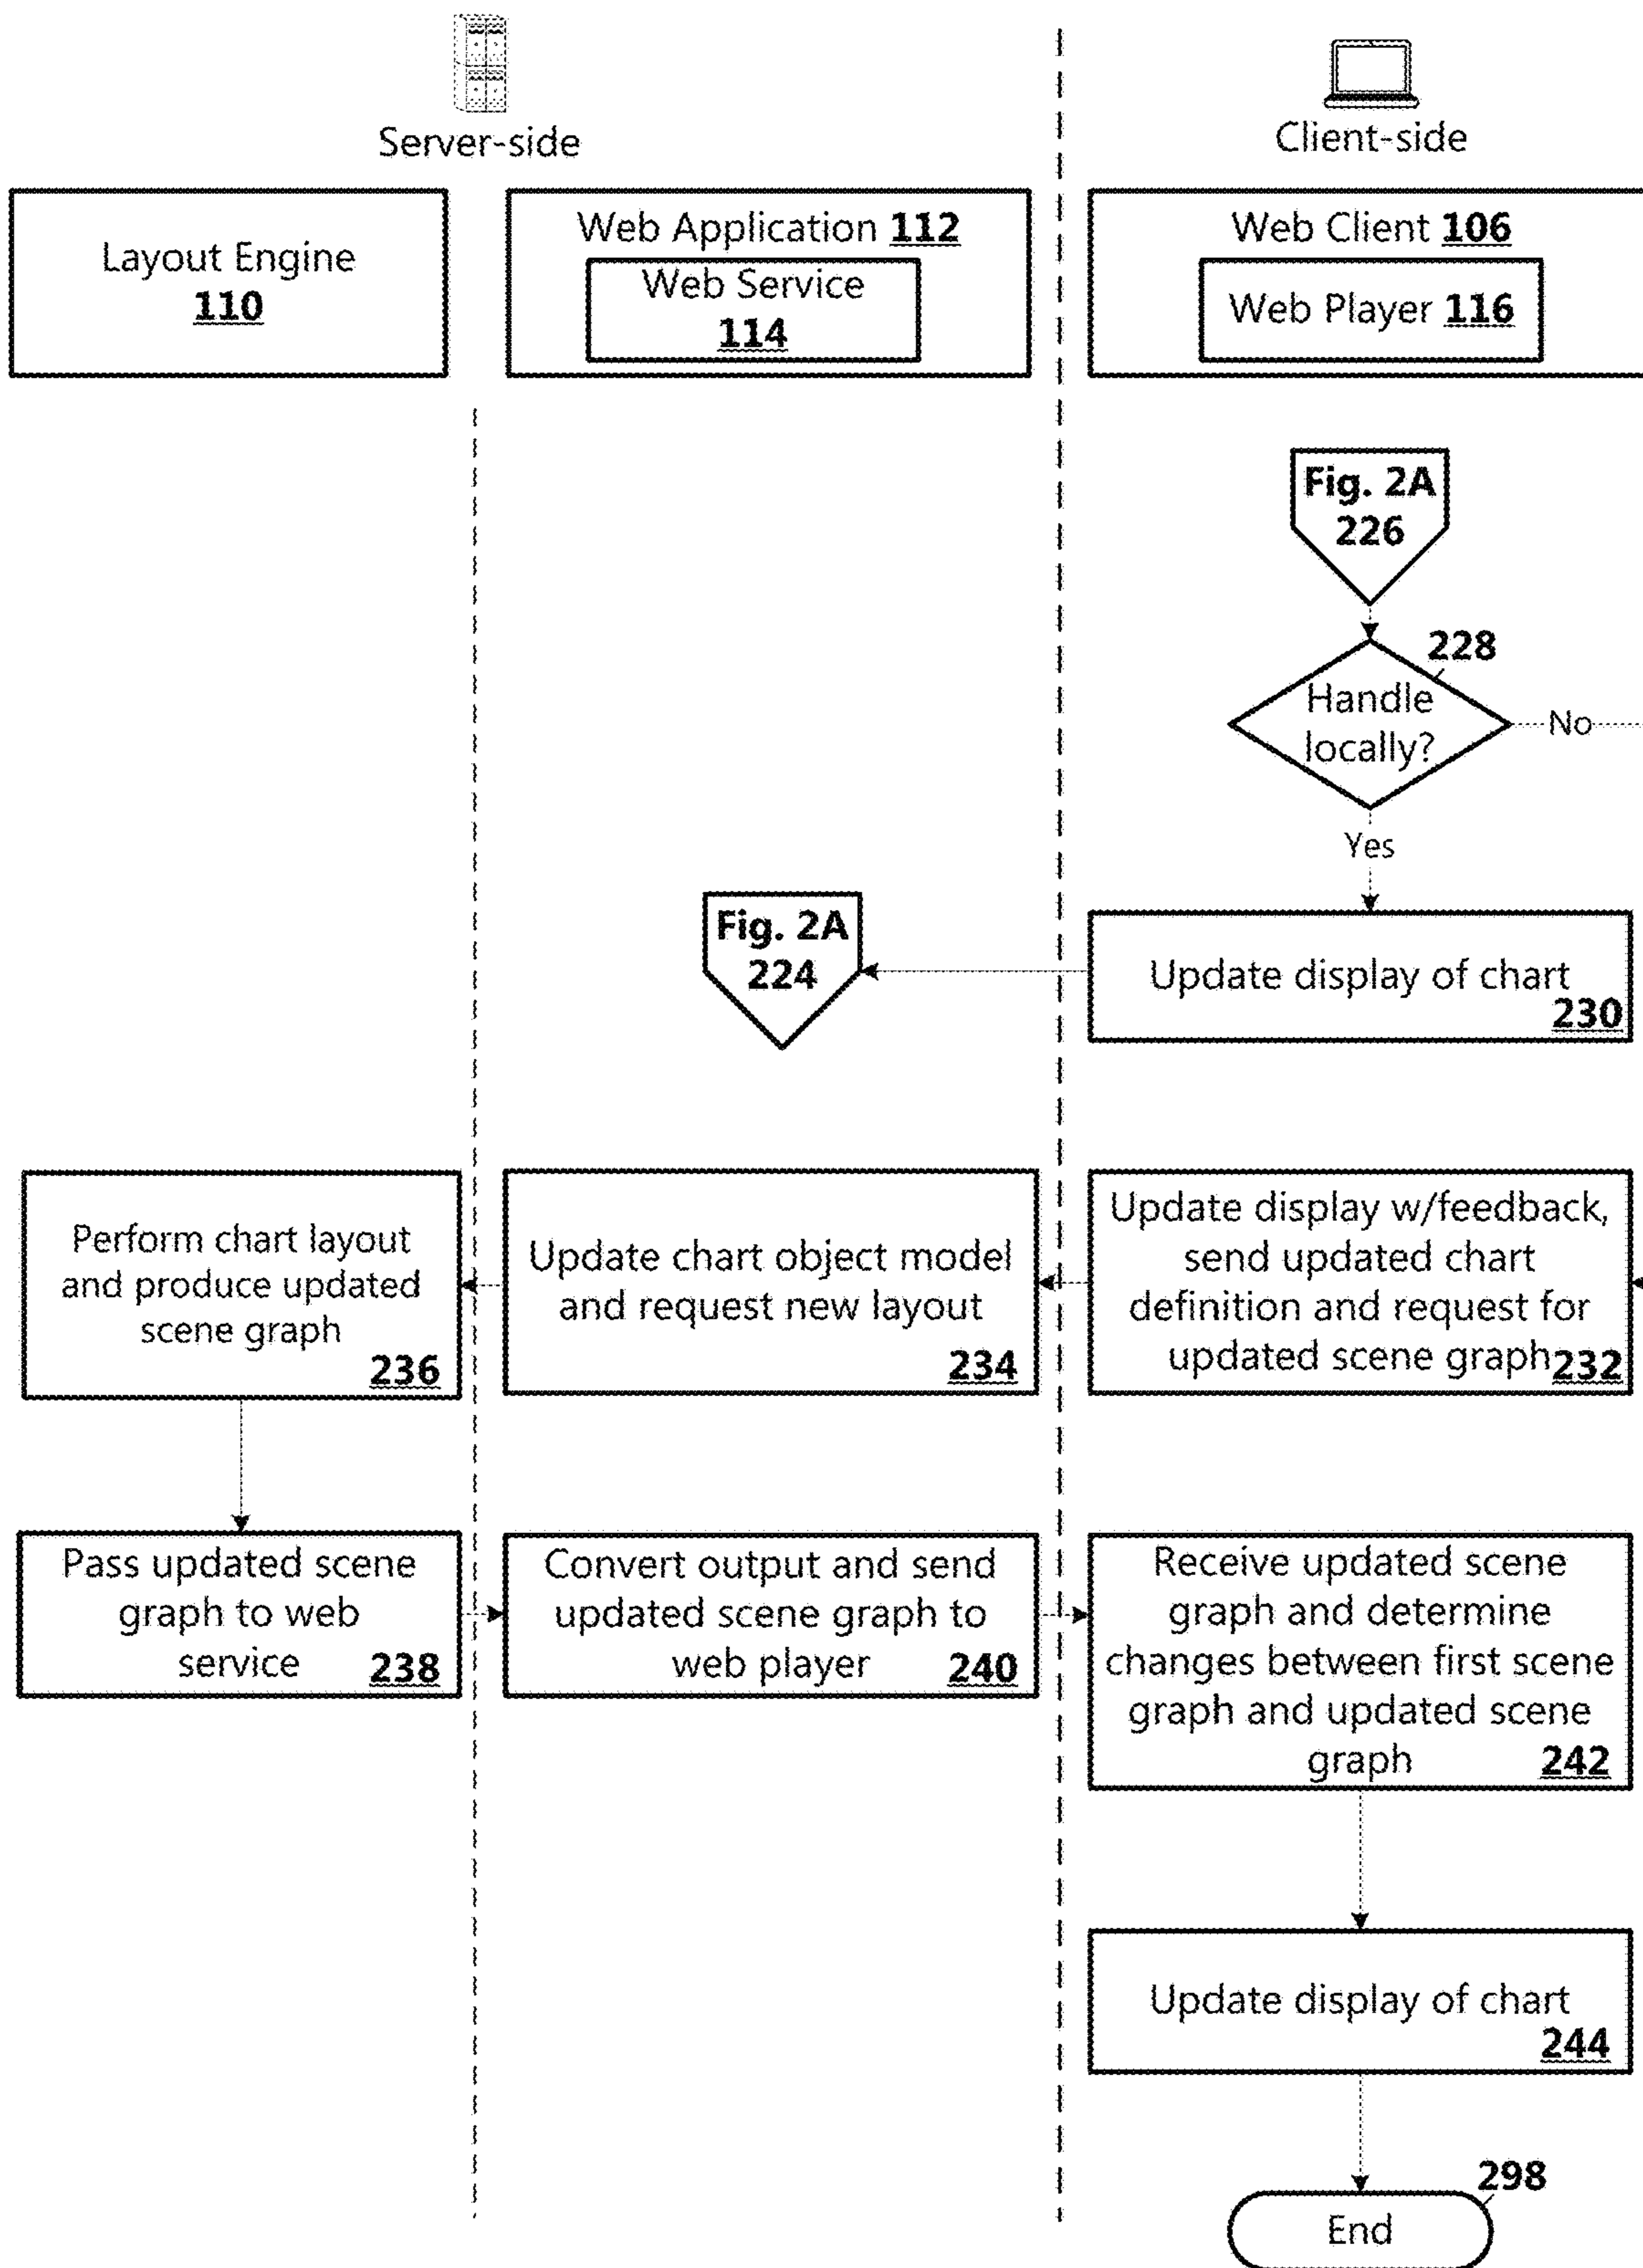 Server-side
Client-side
Layout Engine
110
Web Application 112
Web Service
114
Web Client 106
Web Player 116
Fig. 2A
226
228
Handle
locally?
No
Yes
Fig. 2A
224
Update display of chart
230
Perform chart layout
and produce updated
scene graph
236
Update chart object model
and request new layout
234
Update display w/feedback,
send updated chart
definition and request for
updated scene graph 232
Pass updated scene
graph to web
service 238
Convert output and send
updated scene graph to
web player 240
Receive updated scene
graph and determine
changes between first scene
graph and updated scene
graph 242
Update display of chart
244
298
End